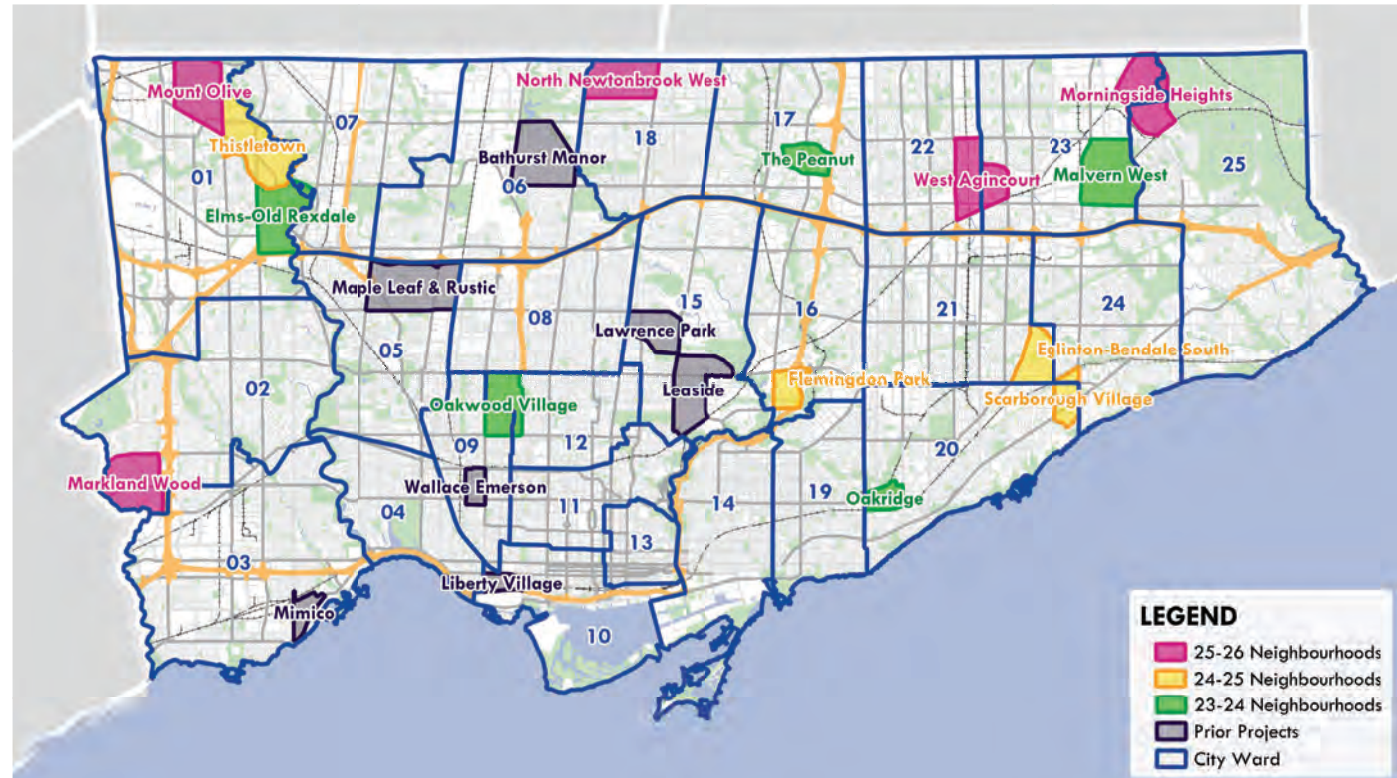 Mount Olive
North Newtonbrook West
Morningside Heights
07
Thistletown
18
17
22
23
Bathurst Manor
The Peanut
01
06
West Agincourt
Malvern West
25
Elms-Old Rexdale
Maple Leaf & Rustic
08
15
Lawrence Park
16
21
24
05
Eglinton-Bendale South
02
Leaside
Flemingdon Park
Oakwood Village
Scarborough Village
09
12
20
Markland Wood
Wallace Emerson
04
11
14
19
Oakridge
13
03
Liberty Village
Mimico
10
LEGEND
25-26 Neighbourhoods
24-25 Neighbourhoods
23-24 Neighbourhoods
Prior Projects
City Ward